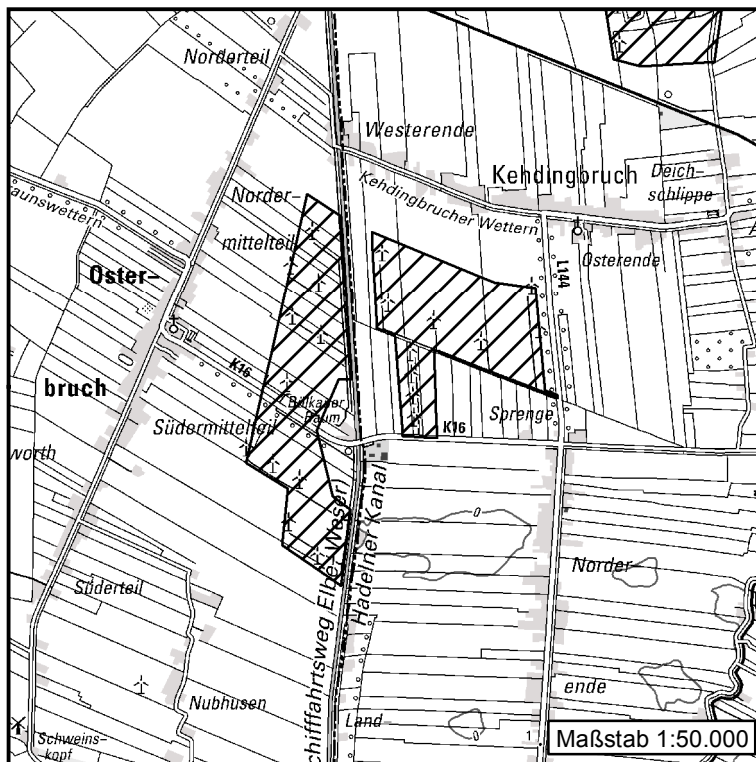 Norderteil
Westerende
Kehdingbruch
Deich-
schlippe
Norder-
mittelteil
Kehdingbrucher Wettern
aunswettern
Oster-
bruch
Osterende
L144
K16
Bülkauer
Baum
Südermittelteil
Sprenge
K16
worth
Schifffahrtsweg Elbe-Weser)
Hadelner Kanal
0
Norder
ende
Süderteil
Nubhusen
Land
0
1
Schweins-
kopf
Maßstab 1:50.000